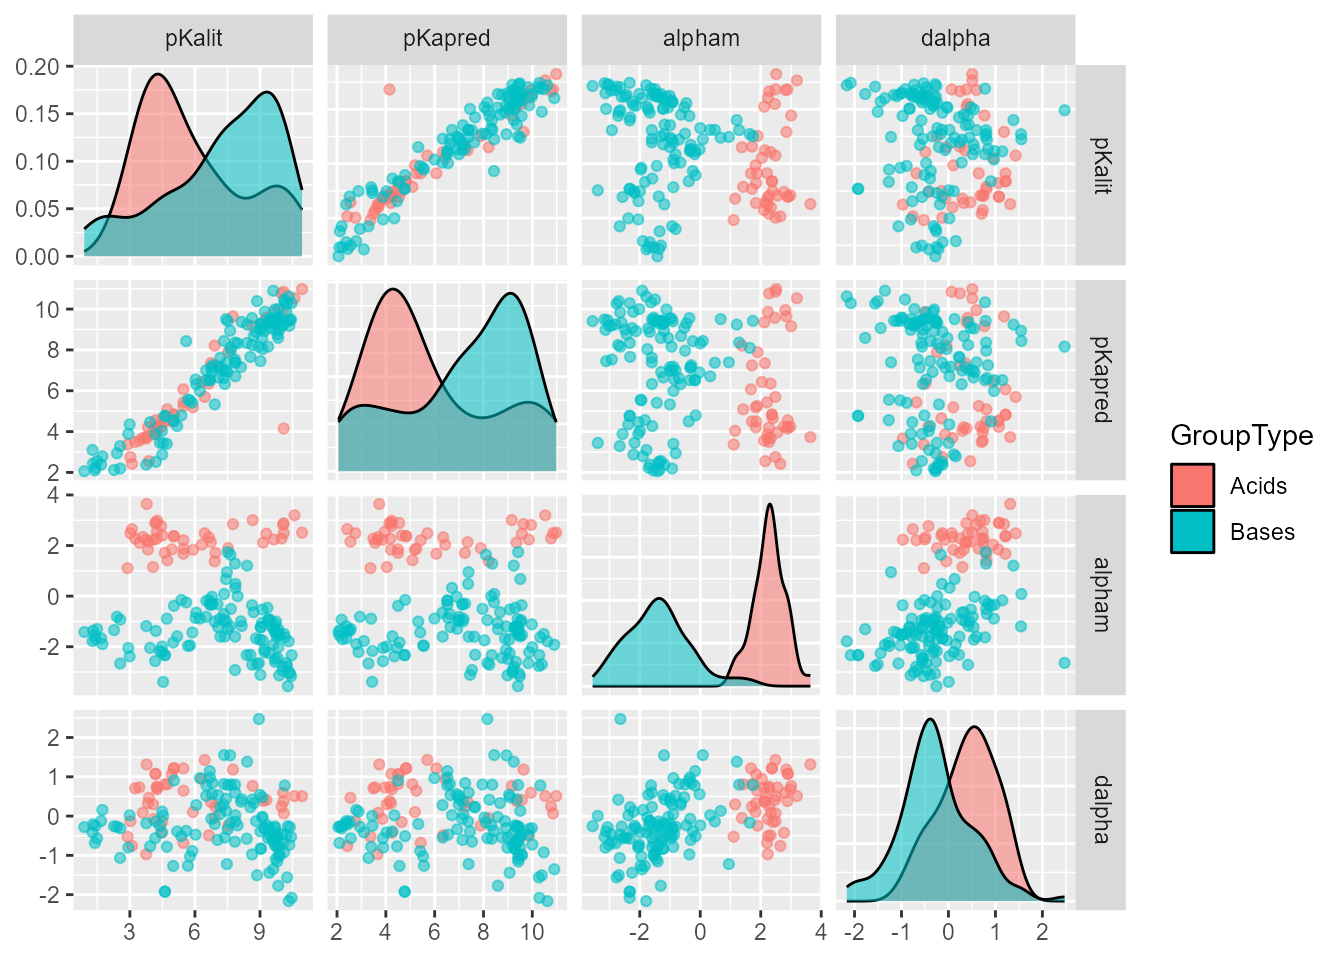 pKalit pKapred alpham dalpha
0.20
0.15
0.10
0.05
0.00
pKalit
10
8
6
4
2
pKapred
4
2
0
-2
alpham
2
1
0
-1
-2
dalpha
3 6 9 2 4 6 8 10 -2 0 2 4 -2 -1 0 1 2
GroupType
Acids
Bases